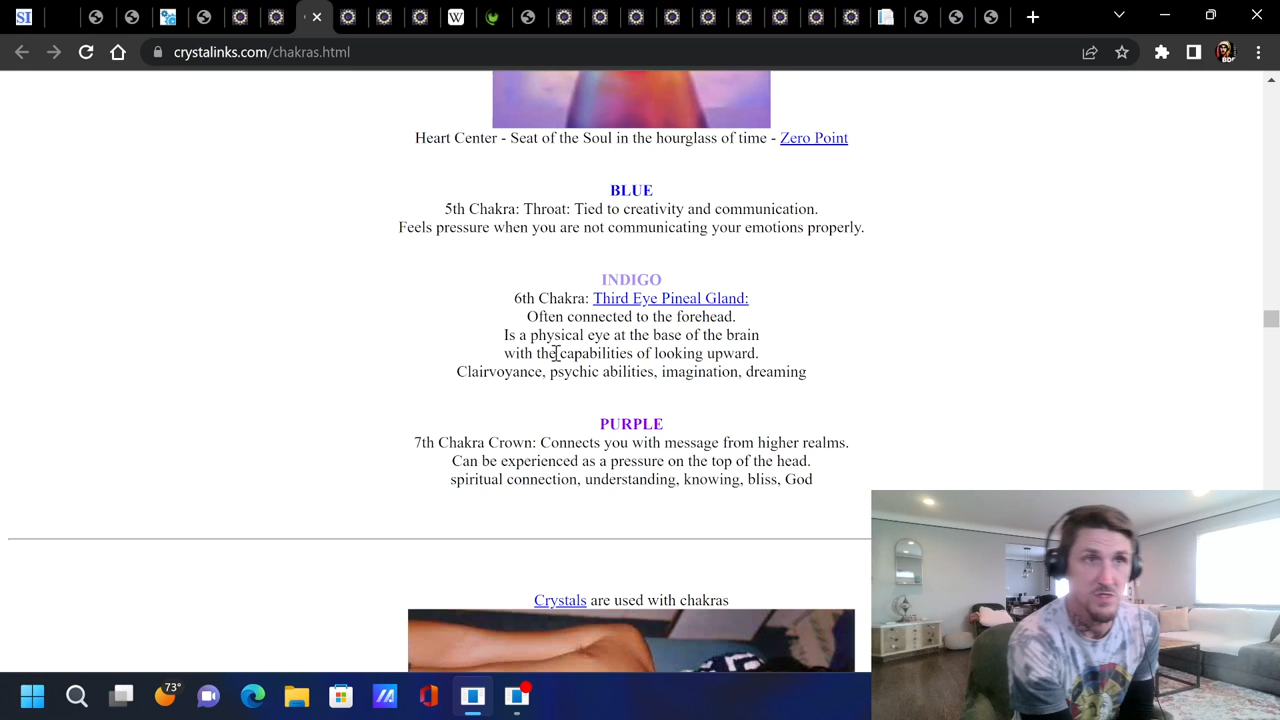 SI
W
crystalinks.com/chakras.html
BDF
Heart Center - Seat of the Soul in the hourglass of time - Zero Point
BLUE
5th Chakra: Throat: Tied to creativity and communication.
Feels pressure when you are not communicating your emotions properly.
INDIGO
6th Chakra: Third Eye Pineal Gland:
Often connected to the forehead.
Is a physical eye at the base of the brain
with the capabilities of looking upward.
Clairvoyance, psychic abilities, imagination, dreaming
PURPLE
7th Chakra Crown: Connects you with message from higher realms.
Can be experienced as a pressure on the top of the head.
spiritual connection, understanding, knowing, bliss, God
Crystals are used with chakras
73°